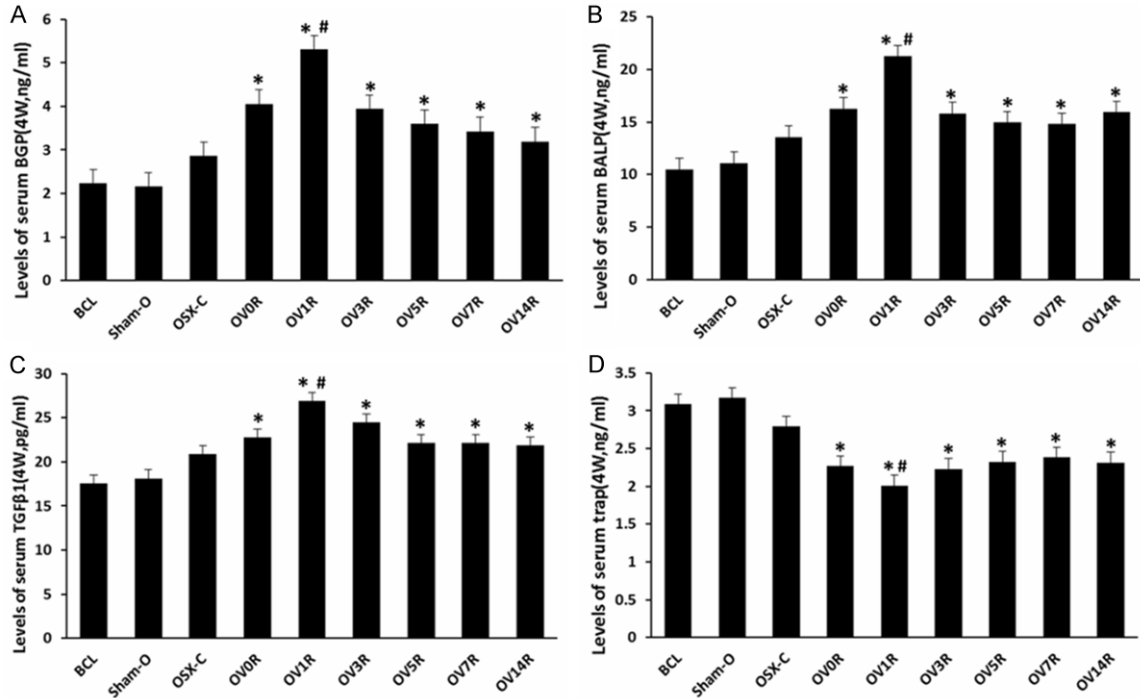 A
Levels of serum BGP(4W,ng/ml)
6
5
4
3
2
1
0
* #
*
*
*
*
*
BCL
Sham-O
OSX-C
OV0R
OV1R
OV3R
OV5R
OV7R
OV14R
B
Levels of serum BALP(4W,ng/ml)
25
20
15
10
5
0
* #
*
*
*
*
*
BCL
Sham-O
OSX-C
OV0R
OV1R
OV3R
OV5R
OV7R
OV14R
C
Levels of serum TGFβ1(4W,pg/ml)
30
25
20
15
10
5
0
* #
*
*
*
*
*
BCL
Sham-O
OSX-C
OV0R
OV1R
OV3R
OV5R
OV7R
OV14R
D
Levels of serum trap(4W,ng/ml)
3.5
3
2.5
2
1.5
1
0.5
0
*
* #
*
*
*
*
BCL
Sham-O
OSX-C
OV0R
OV1R
OV3R
OV5R
OV7R
OV14R